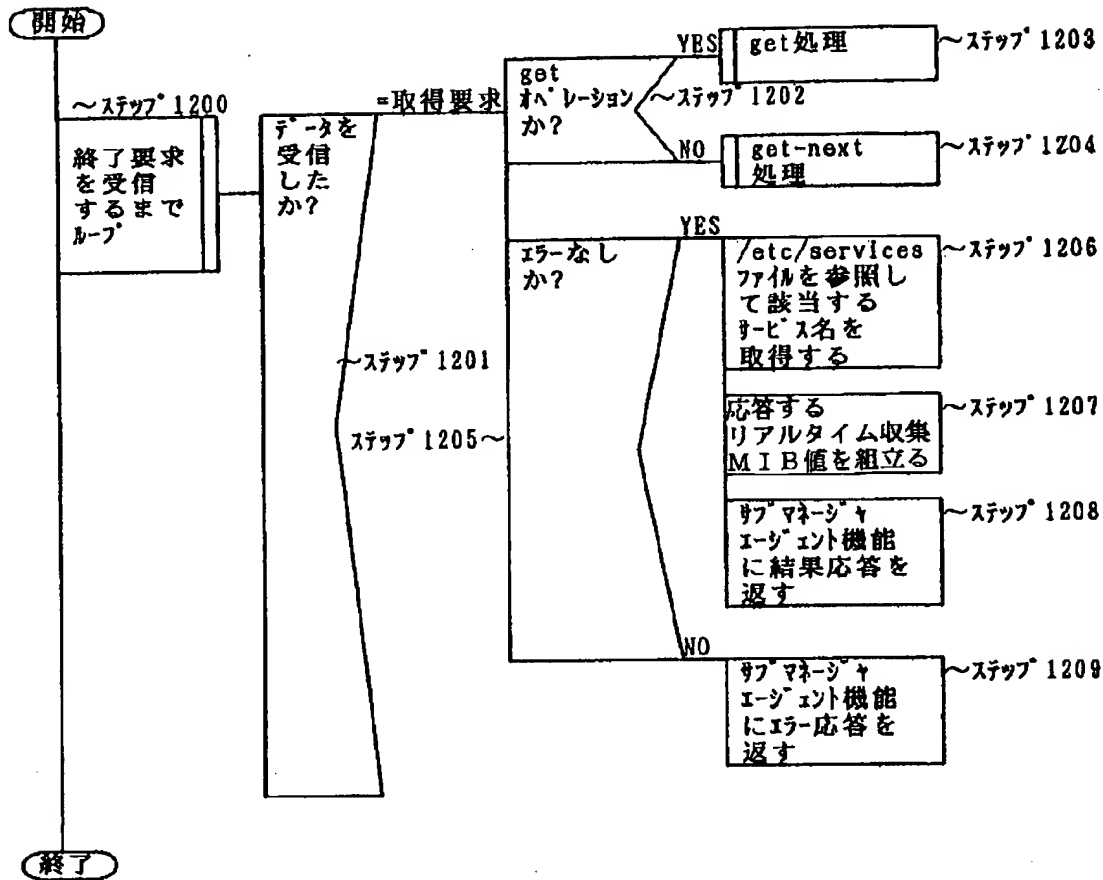 開始
～ステップ1200
終了要求
を受信
するまで
ループ
データを
受信
した
か?
=取得要求
～ステップ1201
get
オペレーション
か?
～ステップ1202
YES
get処理
～ステップ1203
NO
get-next
処理
～ステップ1204
ステップ1205～
エラーなし
か?
YES
/etc/services
ファイルを参照し
て該当する
サービス名を
取得する
～ステップ1206
応答する
リアルタイム収集
MIB値を組立る
～ステップ1207
サブマネージャ
エージェント機能
に結果応答を
返す
～ステップ1208
NO
サブマネージャ
エージェント機能
にエラー応答を
返す
～ステップ1209
終了